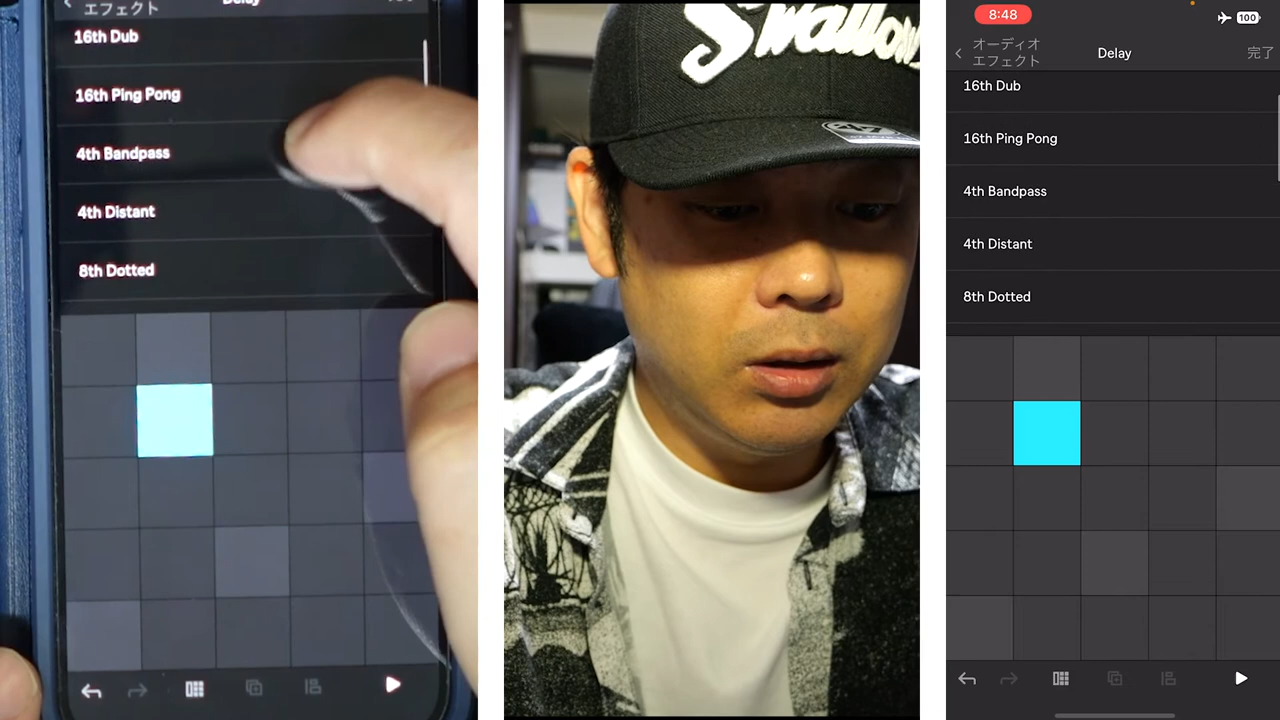 エフェクト
Delay
16th Dub
16th Ping Pong
4th Bandpass
4th Distant
8th Dotted
Swallows
8:48
100
オーディオ
エフェクト
Delay
完了
16th Dub
16th Ping Pong
4th Bandpass
4th Distant
8th Dotted